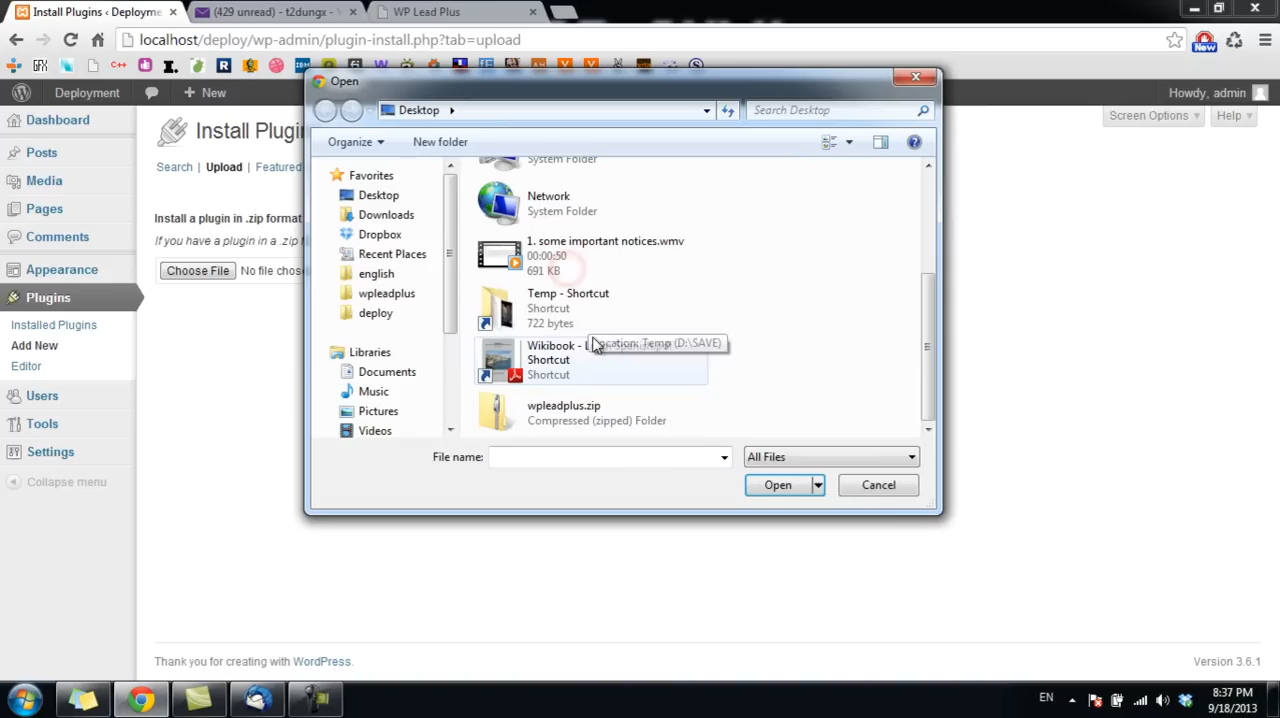 Install Plugins ‹ Deployme
(429 unread) - t2dungx -
WP Lead Plus
localhost/deploy/wp-admin/plugin-install.php?tab=upload
New
GFX
C++
Deployment
New
Howdy, admin
Open
Desktop
Search Desktop
Screen Options
Help
Dashboard
Install Plugin
Organize
New folder
Posts
Search
Upload
Featured
Favorites
System Folder
Media
Desktop
Network
System Folder
Pages
Downloads
Install a plugin in .zip format
Comments
Dropbox
If you have a plugin in a .zip f
1. some important notices.wmv
00:00:50
691 KB
Recent Places
Appearance
Choose File
No file chose
english
Plugins
wpleadplus
Temp - Shortcut
Shortcut
722 bytes
deploy
Installed Plugins
Add New
Wikibook -
Location: Temp (D:\SAVE)
Shortcut
Shortcut
Libraries
Editor
Documents
Music
Users
Pictures
wpleadplus.zip
Compressed (zipped) Folder
Tools
Videos
Settings
File name:
All Files
Collapse menu
Open
Cancel
Thank you for creating with WordPress.
Version 3.6.1
EN
8:37 PM
9/18/2013